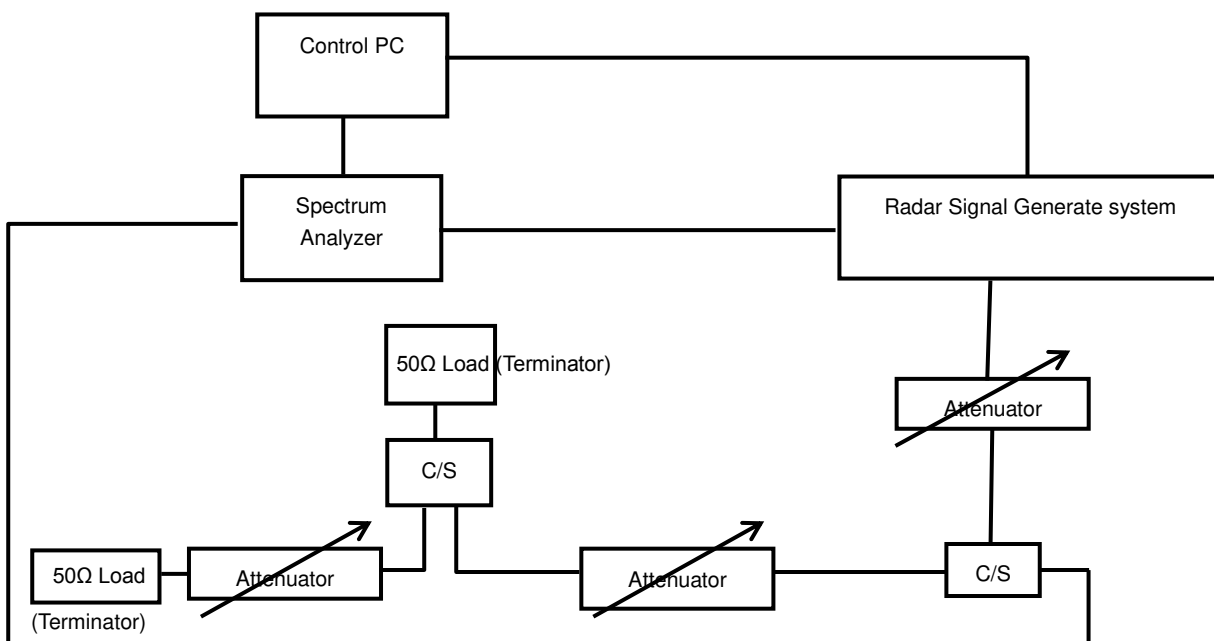 Control PC
Spectrum
Analyzer
Radar Signal Generate system
50Ω Load (Terminator)
Attenuator
C/S
50Ω Load
(Terminator)
Attenuator
Attenuator
C/S